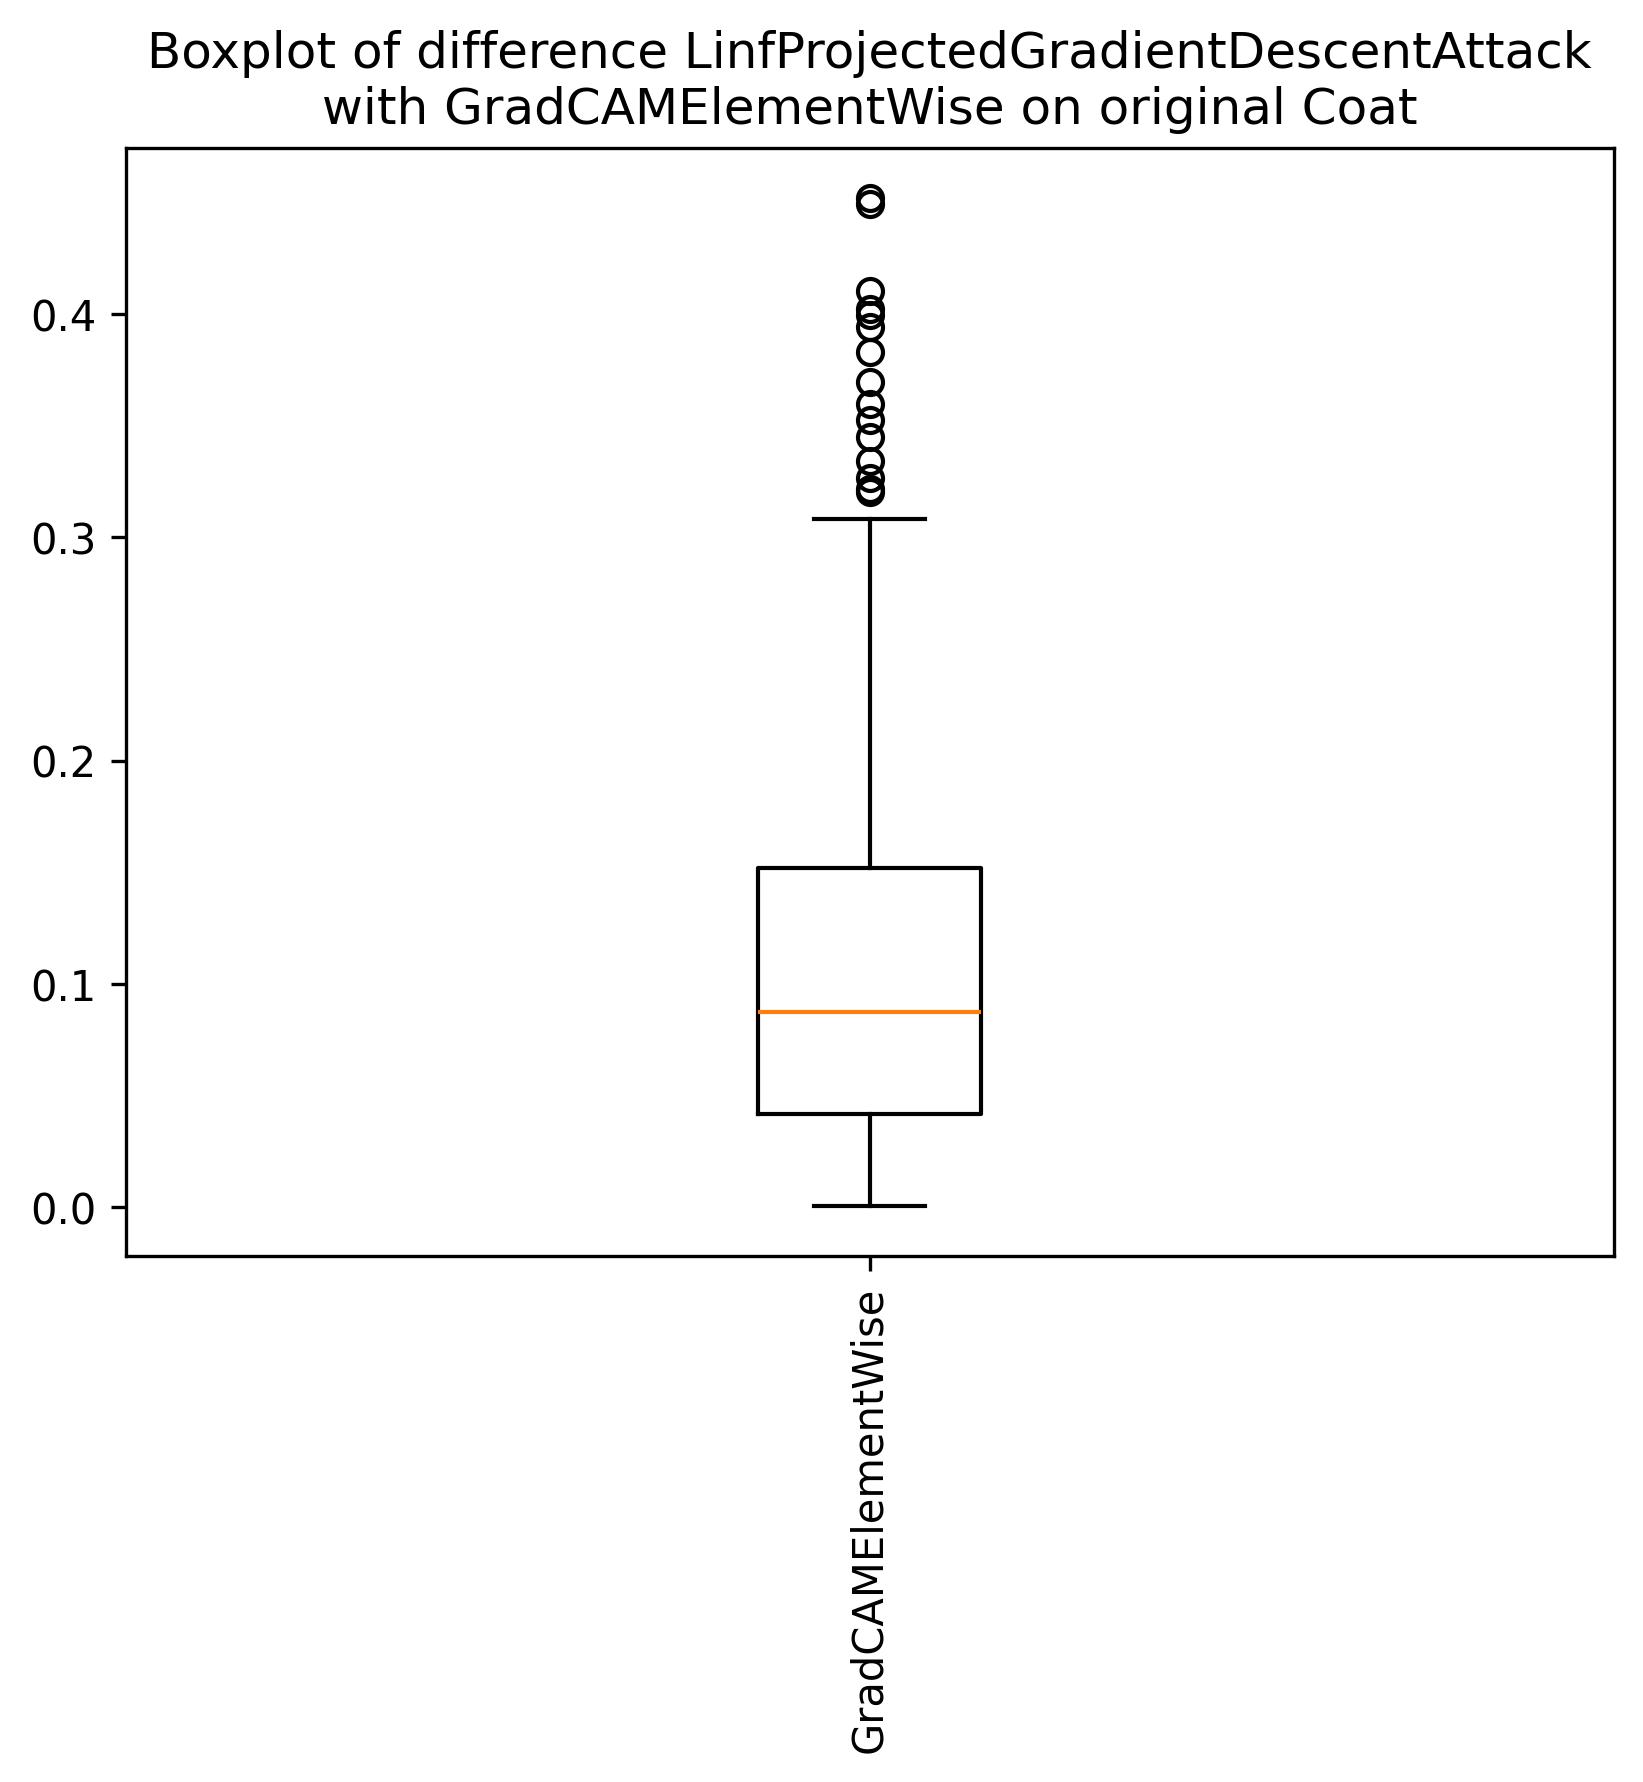 Boxplot of difference LinfProjectedGradientDescentAttack
with GradCAMElementWise on original Coat
0.4
0.3
0.2
0.1
0.0
GradCAMElementWise